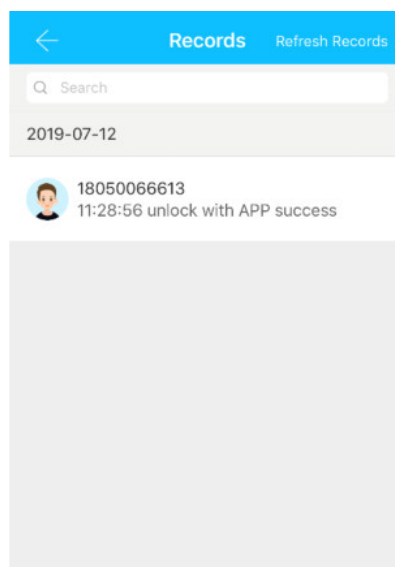 Records
Refresh Records
Search
2019-07-12
18050066613
11:28:56 unlock with APP success